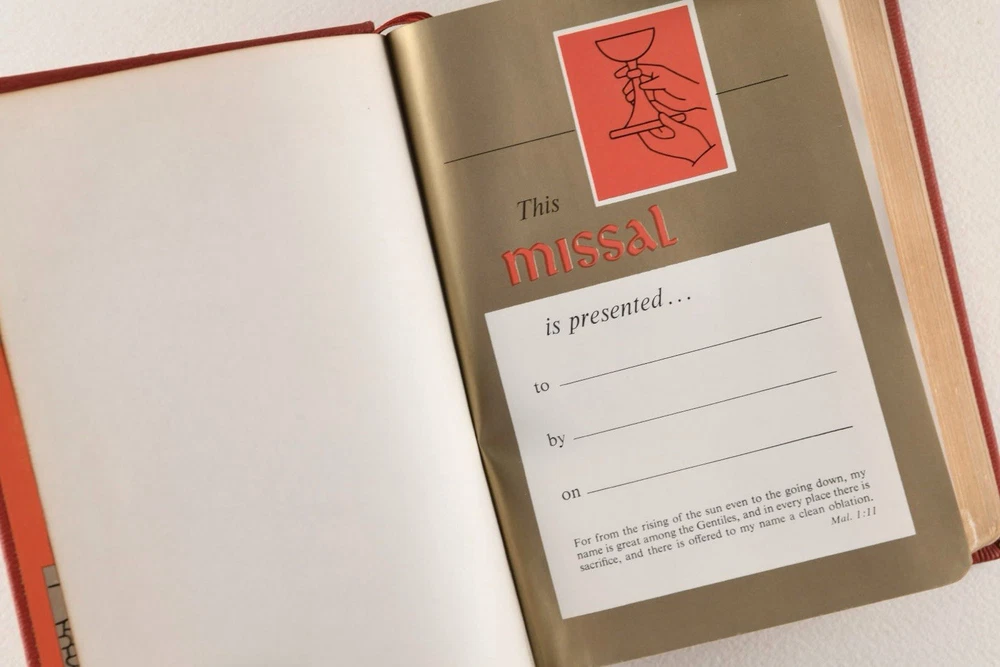 This
missal
is presented...
to
by
on
For from the rising of the sun even to the going down, my
name is great among the Gentiles, and in every place there is
sacrifice, and there is offered to my name a clean oblation.
Mal. 1:11